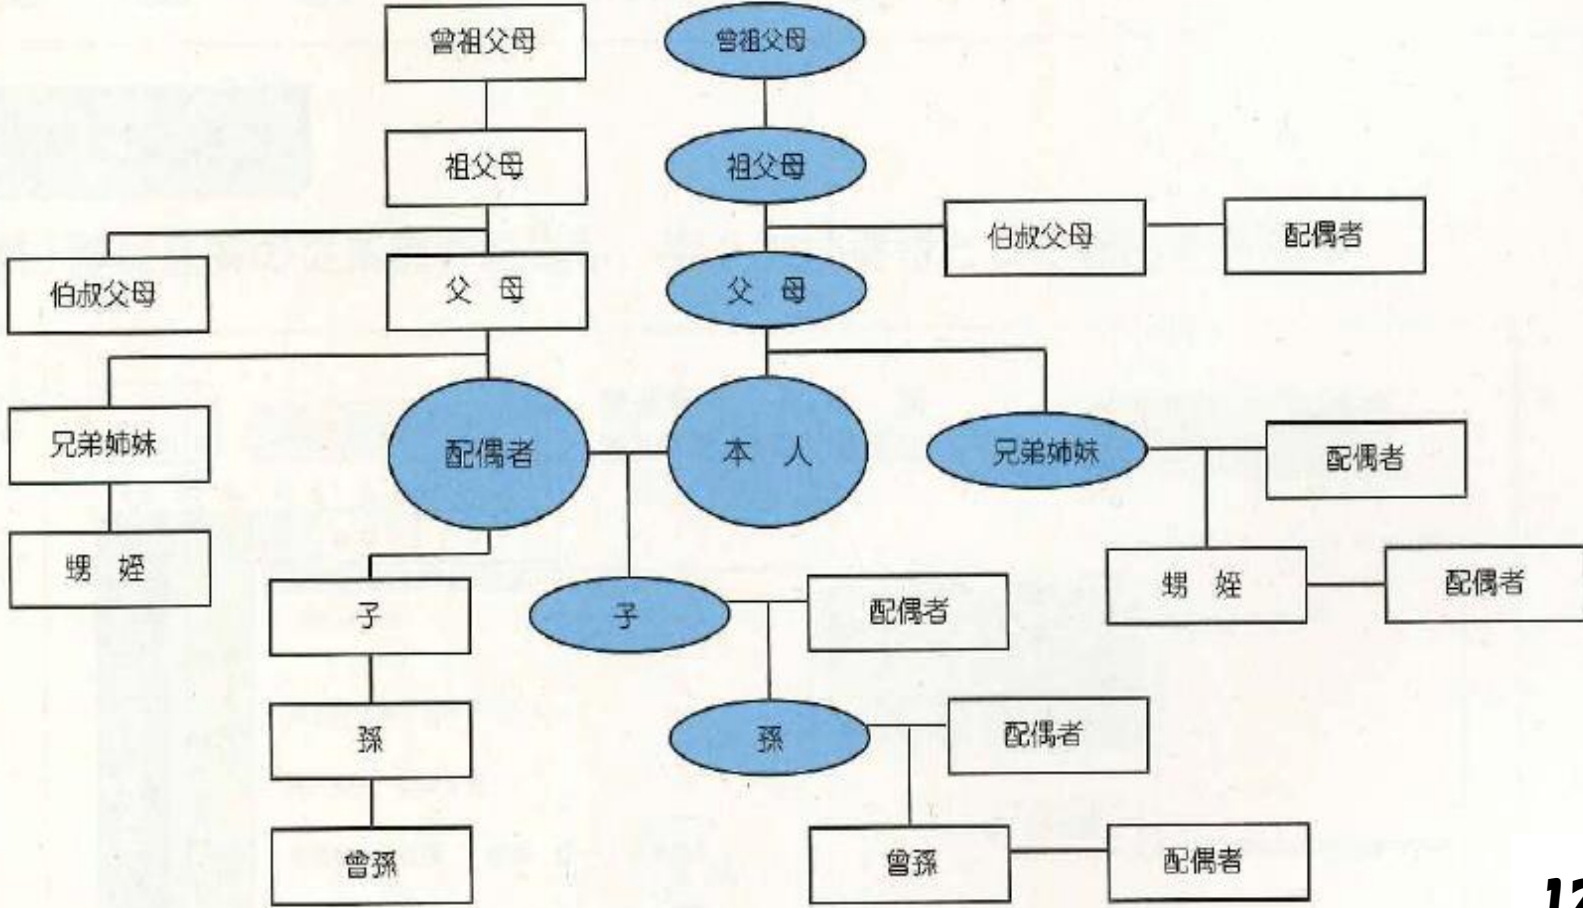 曾祖父母
曾祖父母
祖父母
祖父母
伯叔父母
配偶者
伯叔父母
父 母
父 母
兄弟姉妹
配偶者
本 人
兄弟姉妹
配偶者
甥 姪
子
子
配偶者
甥 姪
配偶者
孫
孫
配偶者
曾孫
曾孫
配偶者
12